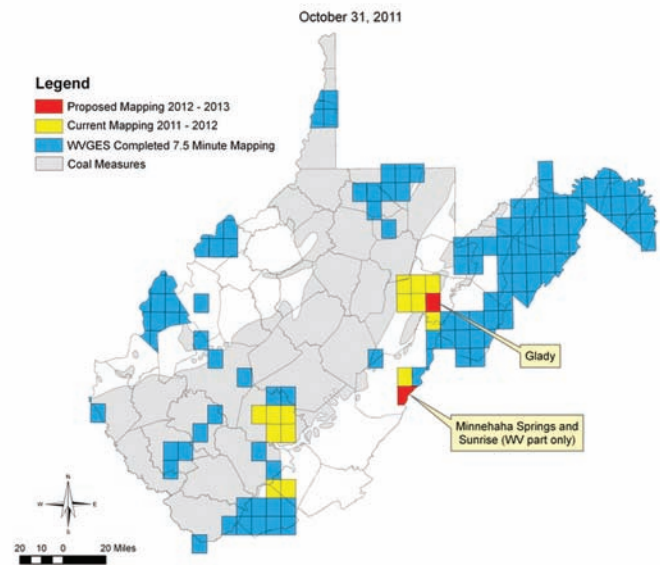 October 31, 2011
Legend
Proposed Mapping 2012 - 2013
Current Mapping 2011 - 2012
WVGES Completed 7.5 Minute Mapping
Coal Measures
Glady
Minnehaha Springs and
Sunrise (WV part only)
N
W E
S
20 10 0 20 Miles